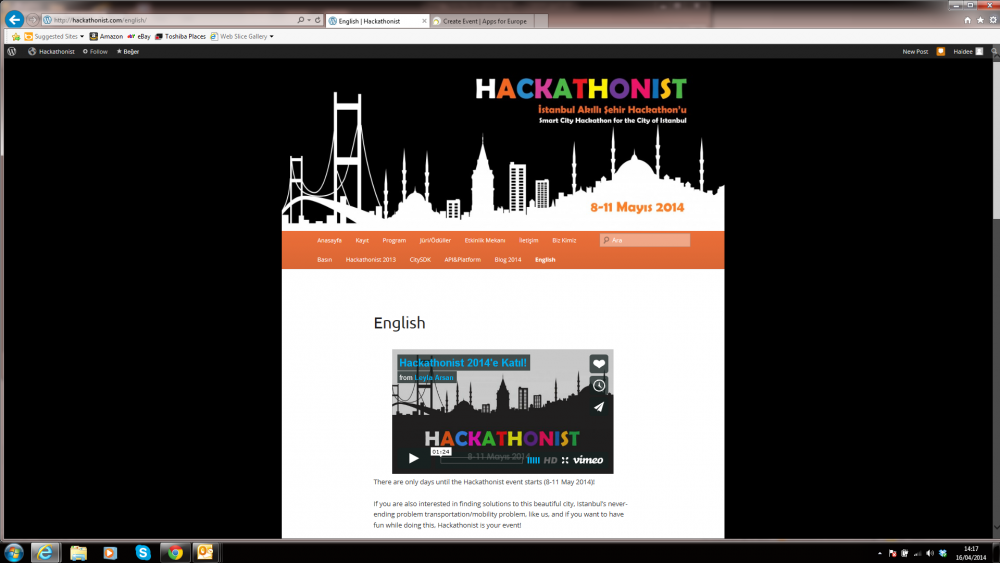 http://hackathonist.com/english/
English | Hackathonist
Create Event | Apps for Europe
Suggested Sites
Amazon
eBay
Toshiba Places
Web Slice Gallery
Hackathonist
Follow
Beğer
New Post
Haldee
HACKATHONIST
İstanbul Akıllı Şehir Hackathon'u
Smart City Hackathon for the City of Istanbul
8-11 Mayıs 2014
Anasayfa Kayıt Program Jüri/Ödüller Etkinlik Mekanı İletişim Biz Kimiz
Ara
Basın Hackathonist 2013 CitySDK API&Platform Blog 2014 English
English
Hackathonist 2014'e Katıl!
from Leyla Arsan
HACKATHONIST
01:24
8-11 Mayıs 2014
HD vimeo
There are only days until the Hackathonist event starts (8-11 May 2014)!
If you are also interested in finding solutions to this beautiful city, Istanbul's never-
ending problem transportation/mobility problem, like us, and if you want to have
fun while doing this, Hackathonist is your event!
14:17
16/04/2014